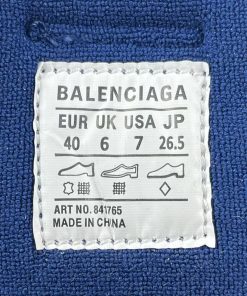 BALENCIAGA
EUR UK USA JP
40 6 7 26.5
ART NO. 841765
MADE IN CHINA